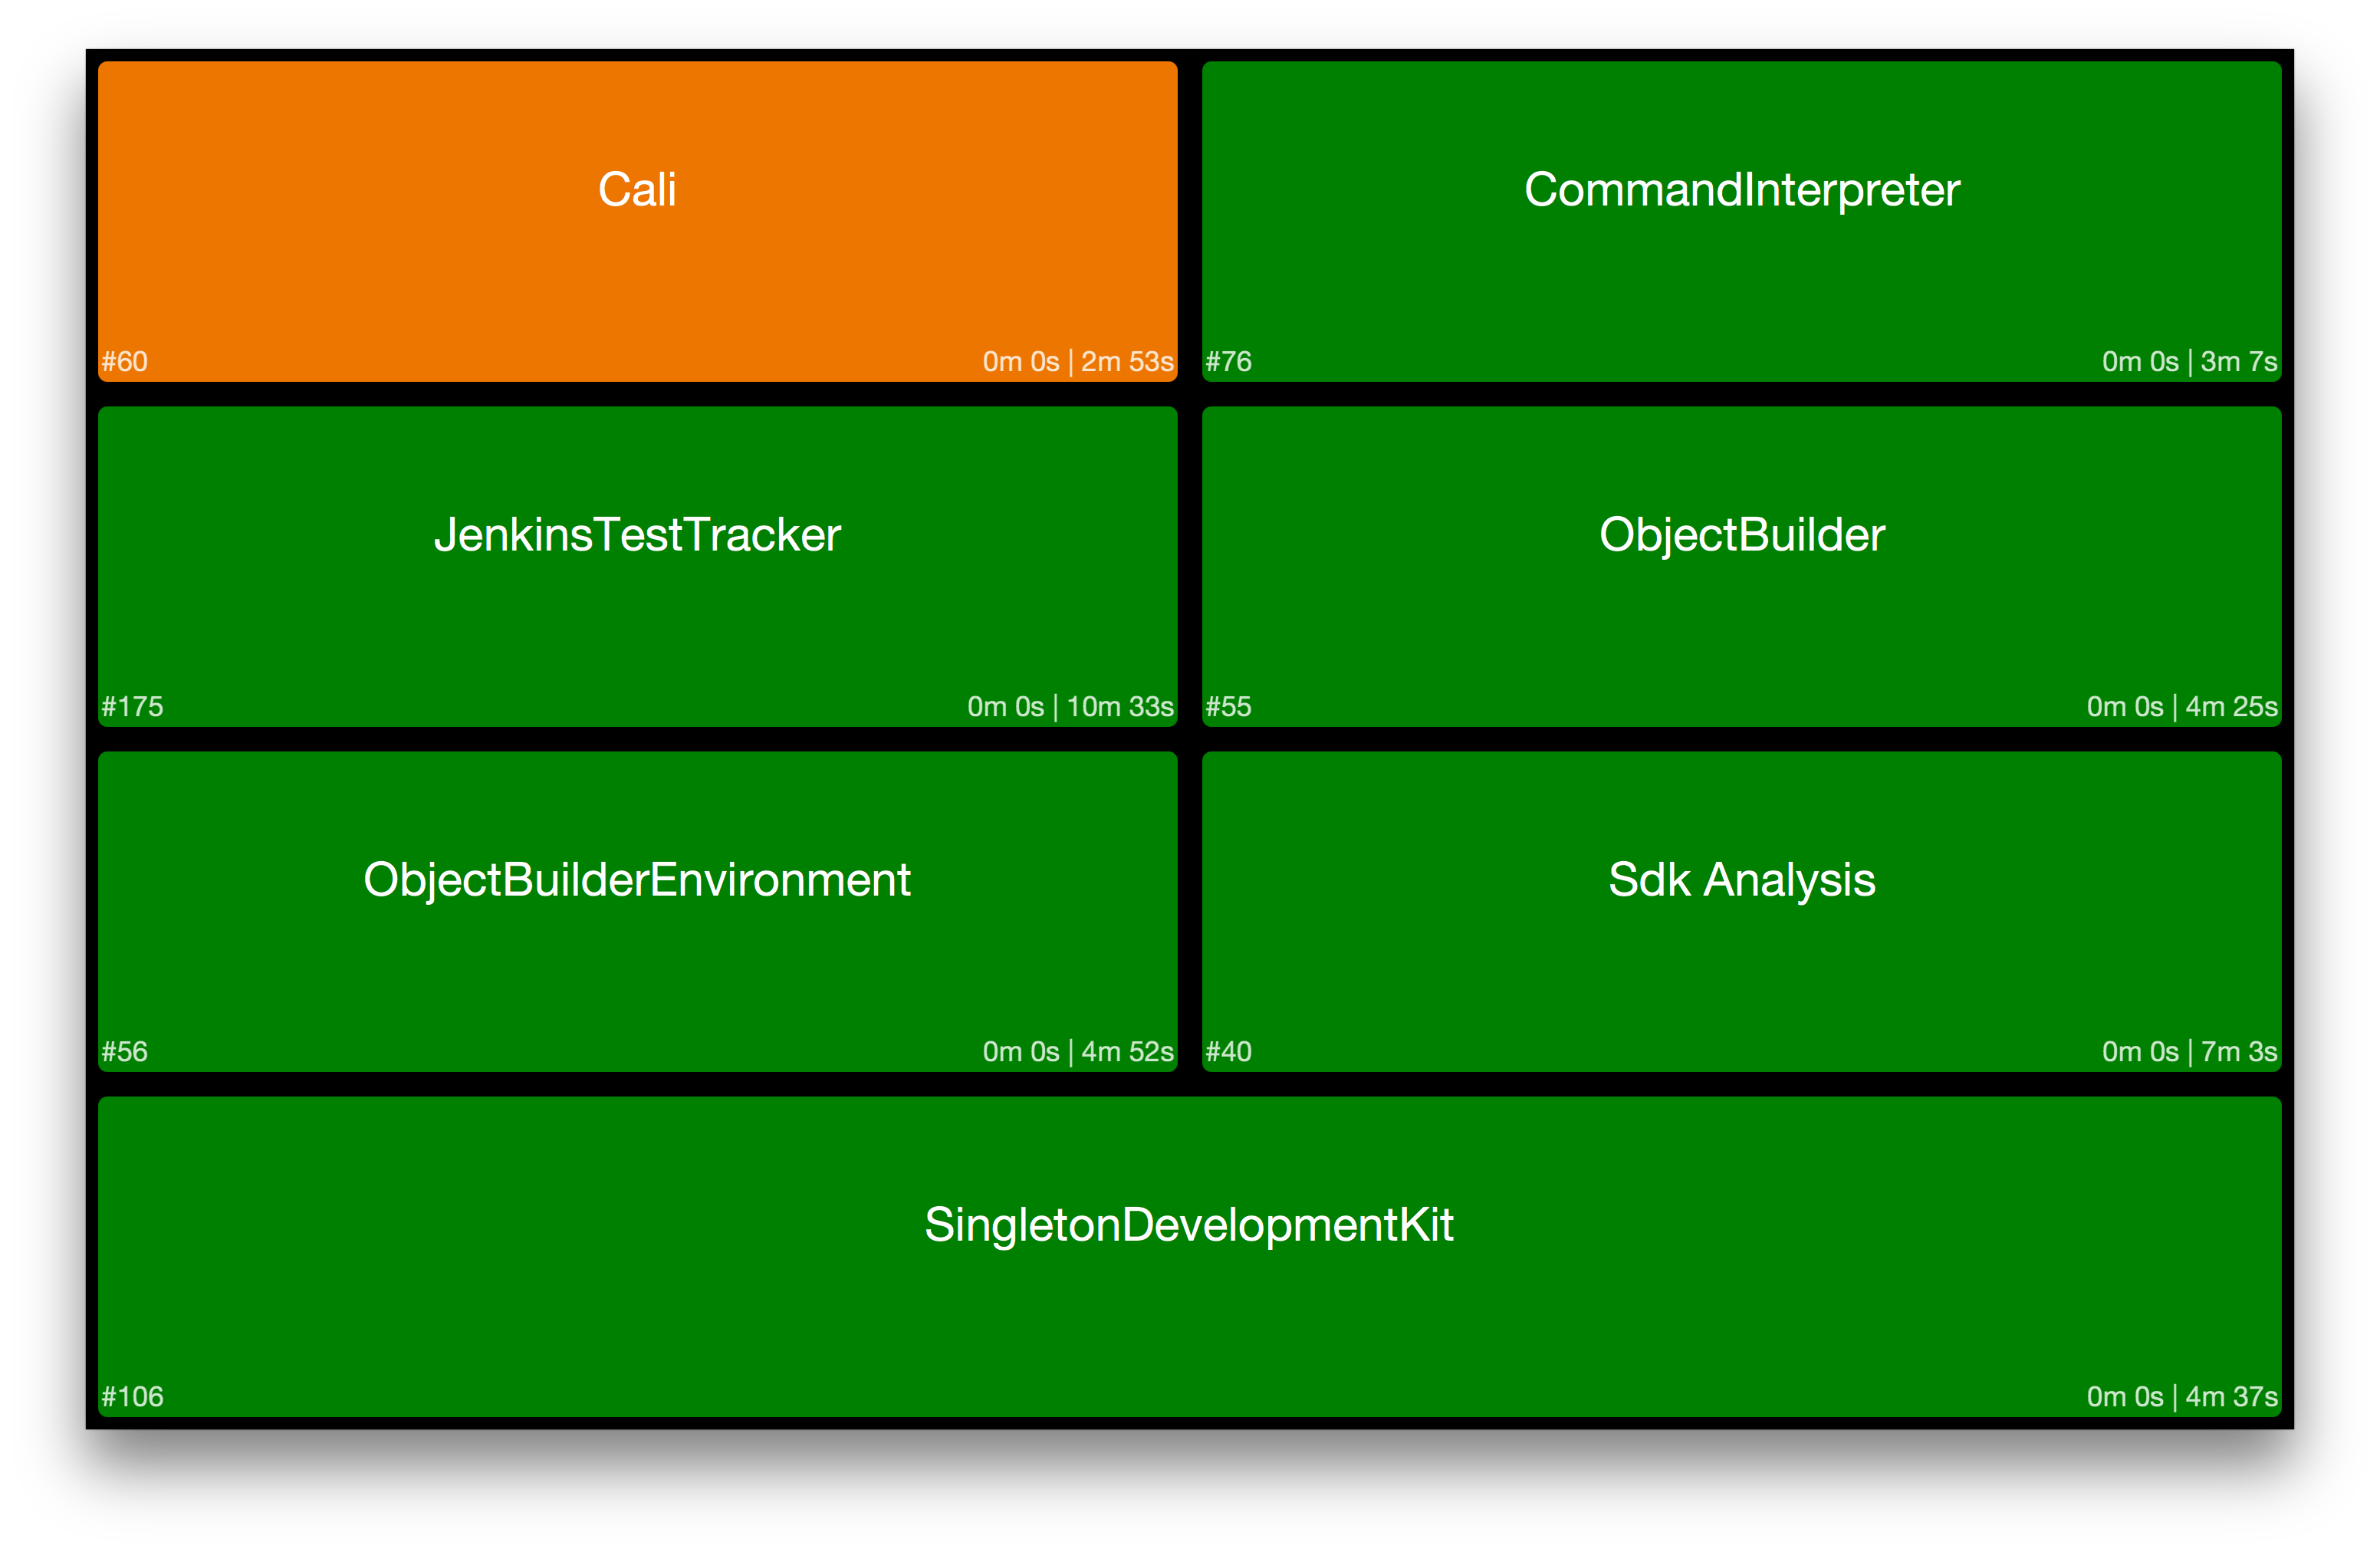 Cali
#60 0m 0s | 2m 53s
CommandInterpreter
#76 0m 0s | 3m 7s
JenkinsTestTracker
#175 0m 0s | 10m 33s
ObjectBuilder
#55 0m 0s | 4m 25s
ObjectBuilderEnvironment
#56 0m 0s | 4m 52s
Sdk Analysis
#40 0m 0s | 7m 3s
SingletonDevelopmentKit
#106 0m 0s | 4m 37s